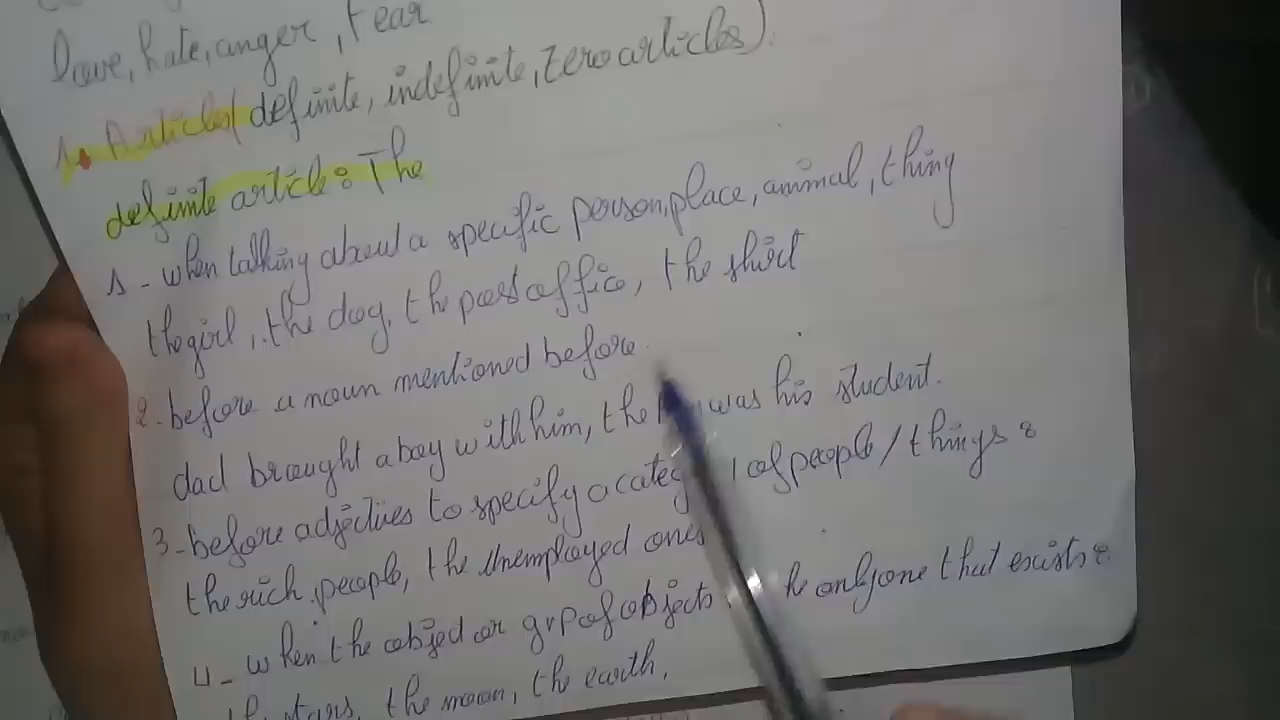 love, hate, anger, fear
1. Articles (definite, indefinite, zero articles).
definite article: The
1- when talking about a specific person, place, animal, thing
the girl, the dog, the post office, the shirt
2- before a noun mentioned before.
dad brought a boy with him, the was his student.
3- before adjectives to specify a of people / things:
the rich people, the unemployed ones
4- when the object or grp of objects the only one that exists:
stars, the moon, the earth,